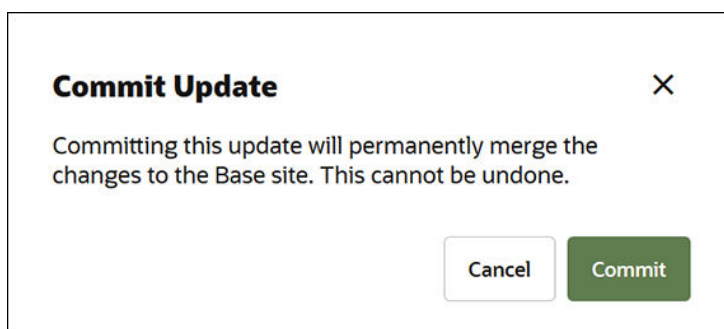 Commit Update
Committing this update will permanently merge the
changes to the Base site. This cannot be undone.
Cancel
Commit